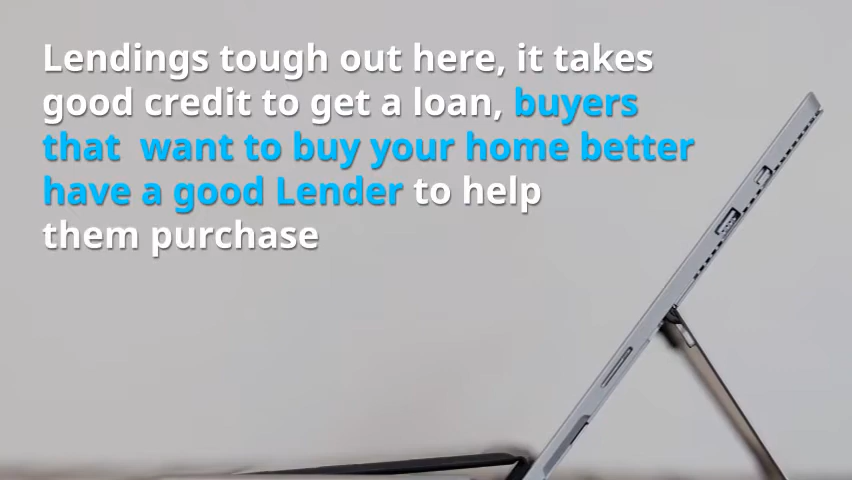 Lendings tough out here, it takes
good credit to get a loan, buyers
that  want to buy your home better
have a good Lender to help
them purchase